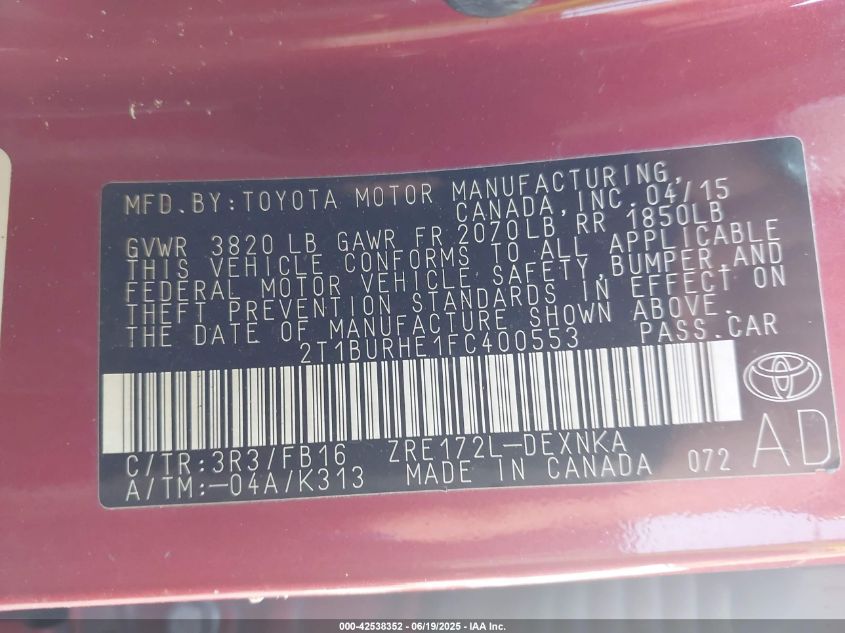 MFD.BY:TOYOTA MOTOR MANUFACTURING,
CANADA,INC.04/15
GVWR 3820 LB GAWR FR 2070LB RR 1850LB
THIS VEHICLE CONFORMS TO ALL APPLICABLE
FEDERAL MOTOR VEHICLE SAFETY,BUMPER,AND
THEFT PREVENTION STANDARDS IN EFFECT ON
THE DATE OF MANUFACTURE SHOWN ABOVE.
2T1BURHE1FC400553 PASS.CAR
C/TR:3R3/FB16 ZRE172L-DEXNKA
A/TM:-04A/K313 MADE IN CANADA 072 AD
000-42538352 - 06/19/2025 - IAA Inc.